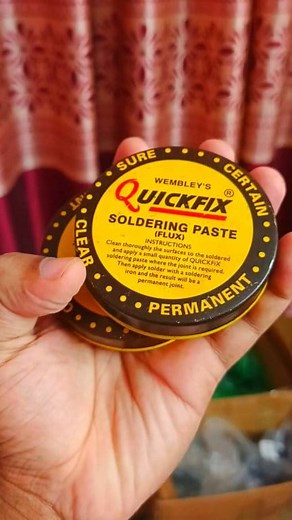 SURE
CERTAIN
CLEAR
PERMANENT
WEMBLEY'S
QUICKFIX®
SOLDERING PASTE
(FLUX)
INSTRUCTIONS
Clean thoroughly the surfaces to the soldered
and apply a small quantity of QUICKFIX
soldering paste where the joint is required.
Then apply solder with a soldering
iron and the result will be a
permanent joint.